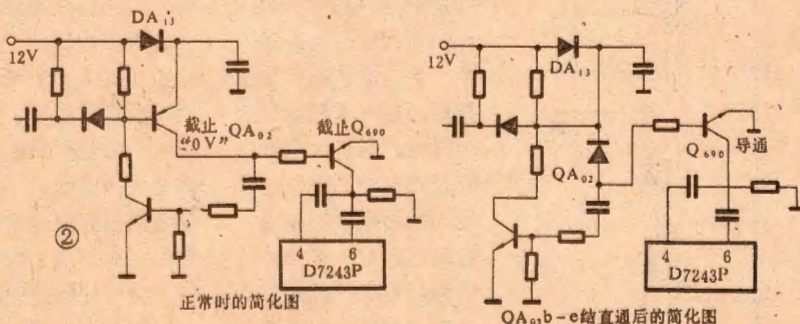 DA₁₃
12V
截止 QA₀₂
“0V”
截止Q₆₉₀
②
4 6
D7243P
正常时的简化图
12V
DA₁₃
QA₀₂
Q₆₉₀
导通
4 6
D7243P
QA₀₂b-e结直通后的简化图